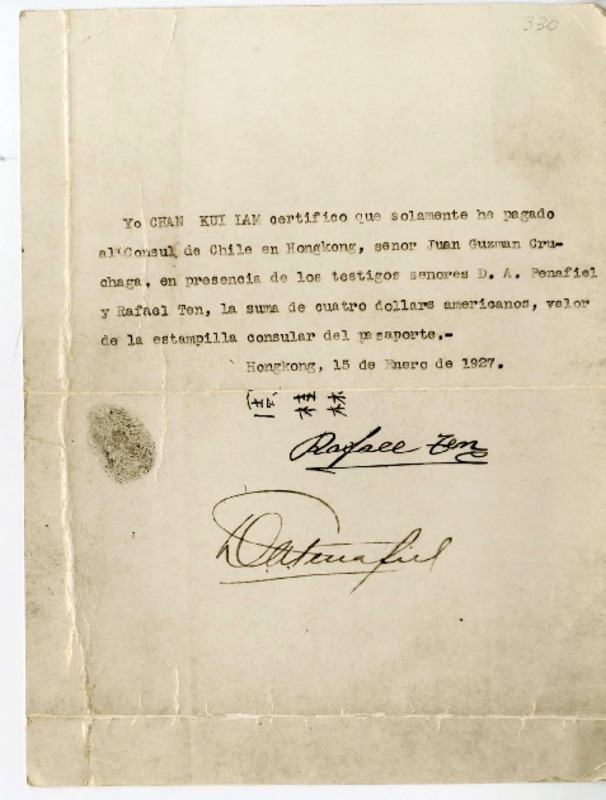 330
Yo CHAN KUI IAM certifico que solamente he pagado
al Consul de Chile en Hongkong, senor Juan Guzman Cru-
chaga, en presencia de los testigos senores D. A. Penafiel
y Rafael Ten, la suma de cuatro dollars americanos, valor
de la estampilla consular del pasaporte.-
Hongkong, 15 de Enero de 1927.
桂林
Rafael Ten
D. A. Penafiel